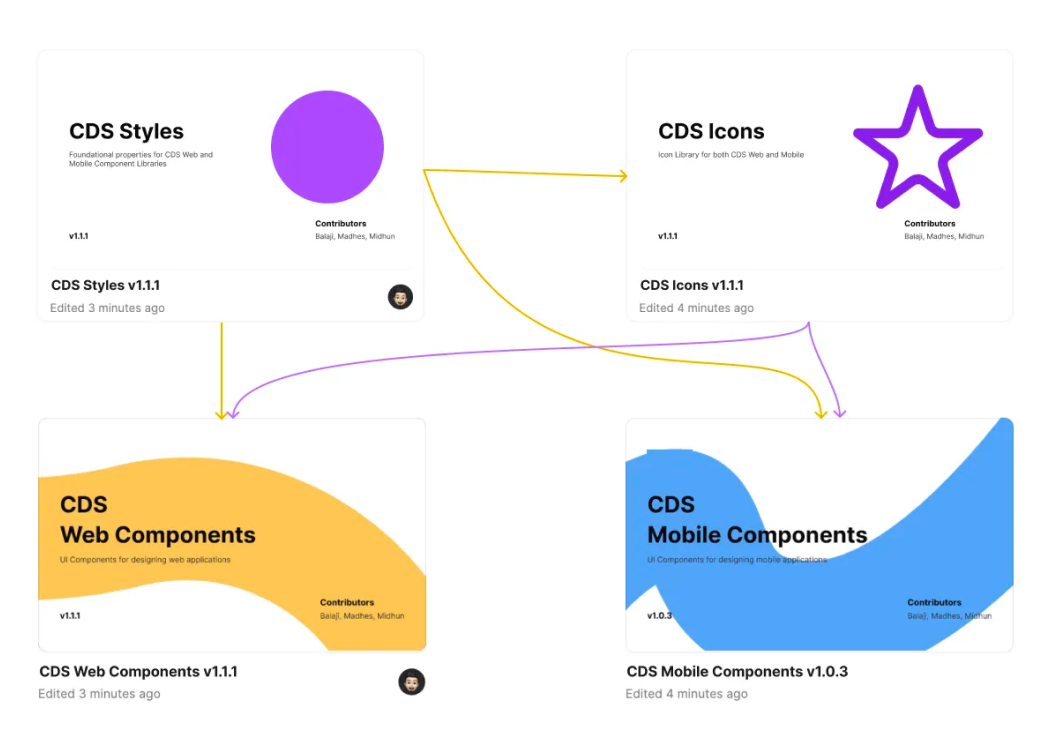 CDS Styles
Foundational properties for CDS Web and
Mobile Component Libraries
Contributors
v1.1.1
Balaji, Madhes, Midhun
CDS Styles v1.1.1
Edited 3 minutes ago
CDS Icons
Icon Library for both CDS Web and Mobile
Contributors
v1.1.1
Balaji, Madhes, Midhun
CDS Icons v1.1.1
Edited 4 minutes ago
CDS
Web Components
UI Components for designing web applications
Contributors
v1.1.1
Balaji, Madhes, Midhun
CDS Web Components v1.1.1
Edited 3 minutes ago
CDS
Mobile Components
UI Components for designing mobile applications
Contributors
v1.0.3
Balaji, Madhes, Midhun
CDS Mobile Components v1.0.3
Edited 4 minutes ago